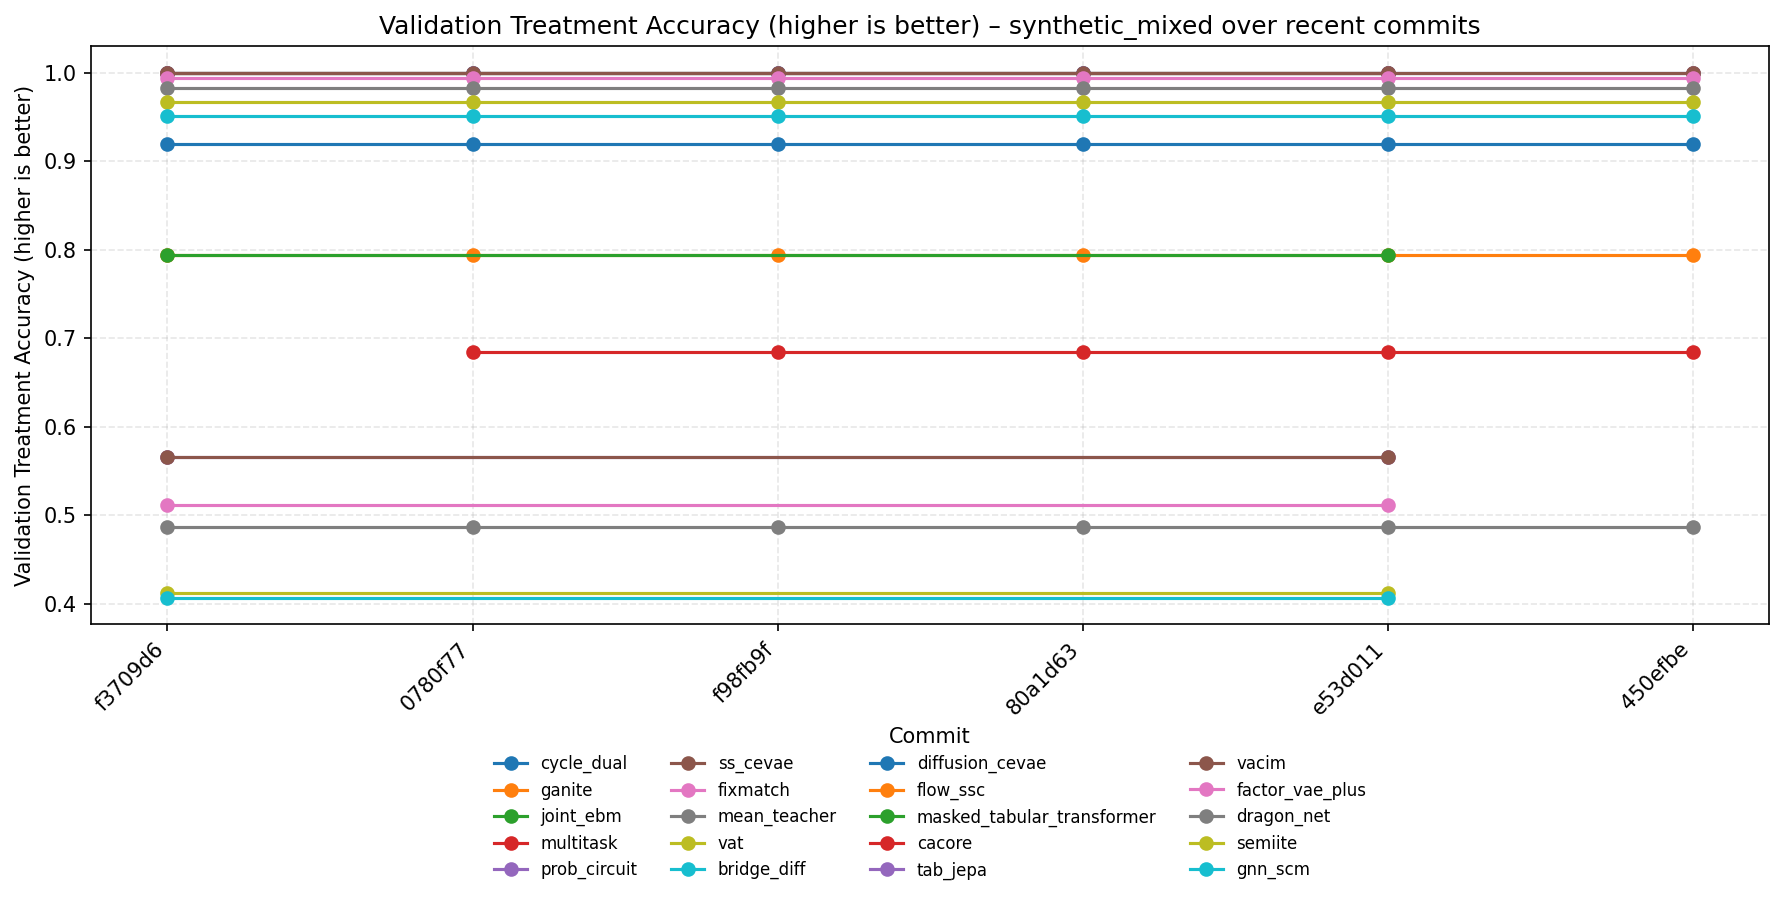 Validation Treatment Accuracy (higher is better) – synthetic_mixed over recent commits
Validation Treatment Accuracy (higher is better)
1.0
0.9
0.8
0.7
0.6
0.5
0.4
f3709d6
0780f77
f98fb9f
80a1d63
e53d011
450efbe
Commit
cycle_dual
ganite
joint_ebm
multitask
prob_circuit
ss_cevae
fixmatch
mean_teacher
vat
bridge_diff
diffusion_cevae
flow_ssc
masked_tabular_transformer
cacore
tab_jepa
vacim
factor_vae_plus
dragon_net
semiite
gnn_scm